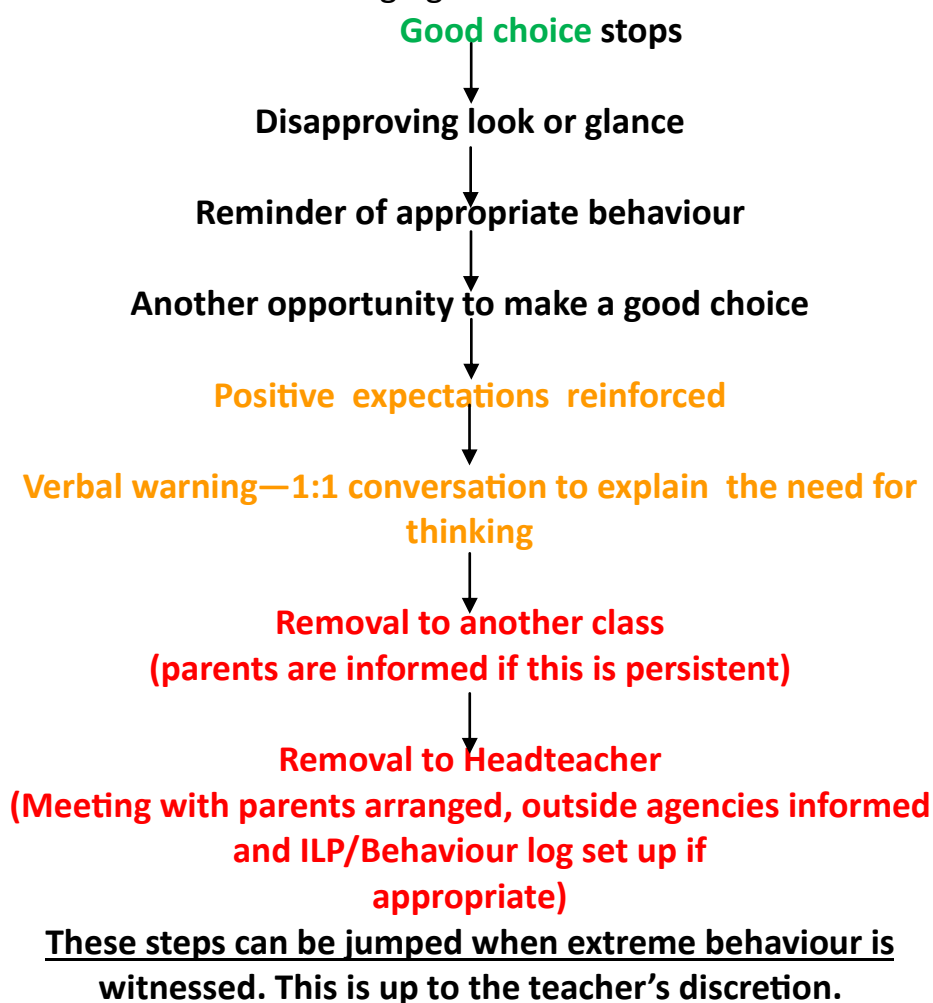 Good choice stops
Disapproving look or glance
Reminder of appropriate behaviour
Another opportunity to make a good choice
Positive expectations reinforced
Verbal warning—1:1 conversation to explain the need for
thinking
Removal to another class
(parents are informed if this is persistent)
Removal to Headteacher
(Meeting with parents arranged, outside agencies informed
and ILP/Behaviour log set up if
appropriate)
These steps can be jumped when extreme behaviour is
witnessed. This is up to the teacher’s discretion.